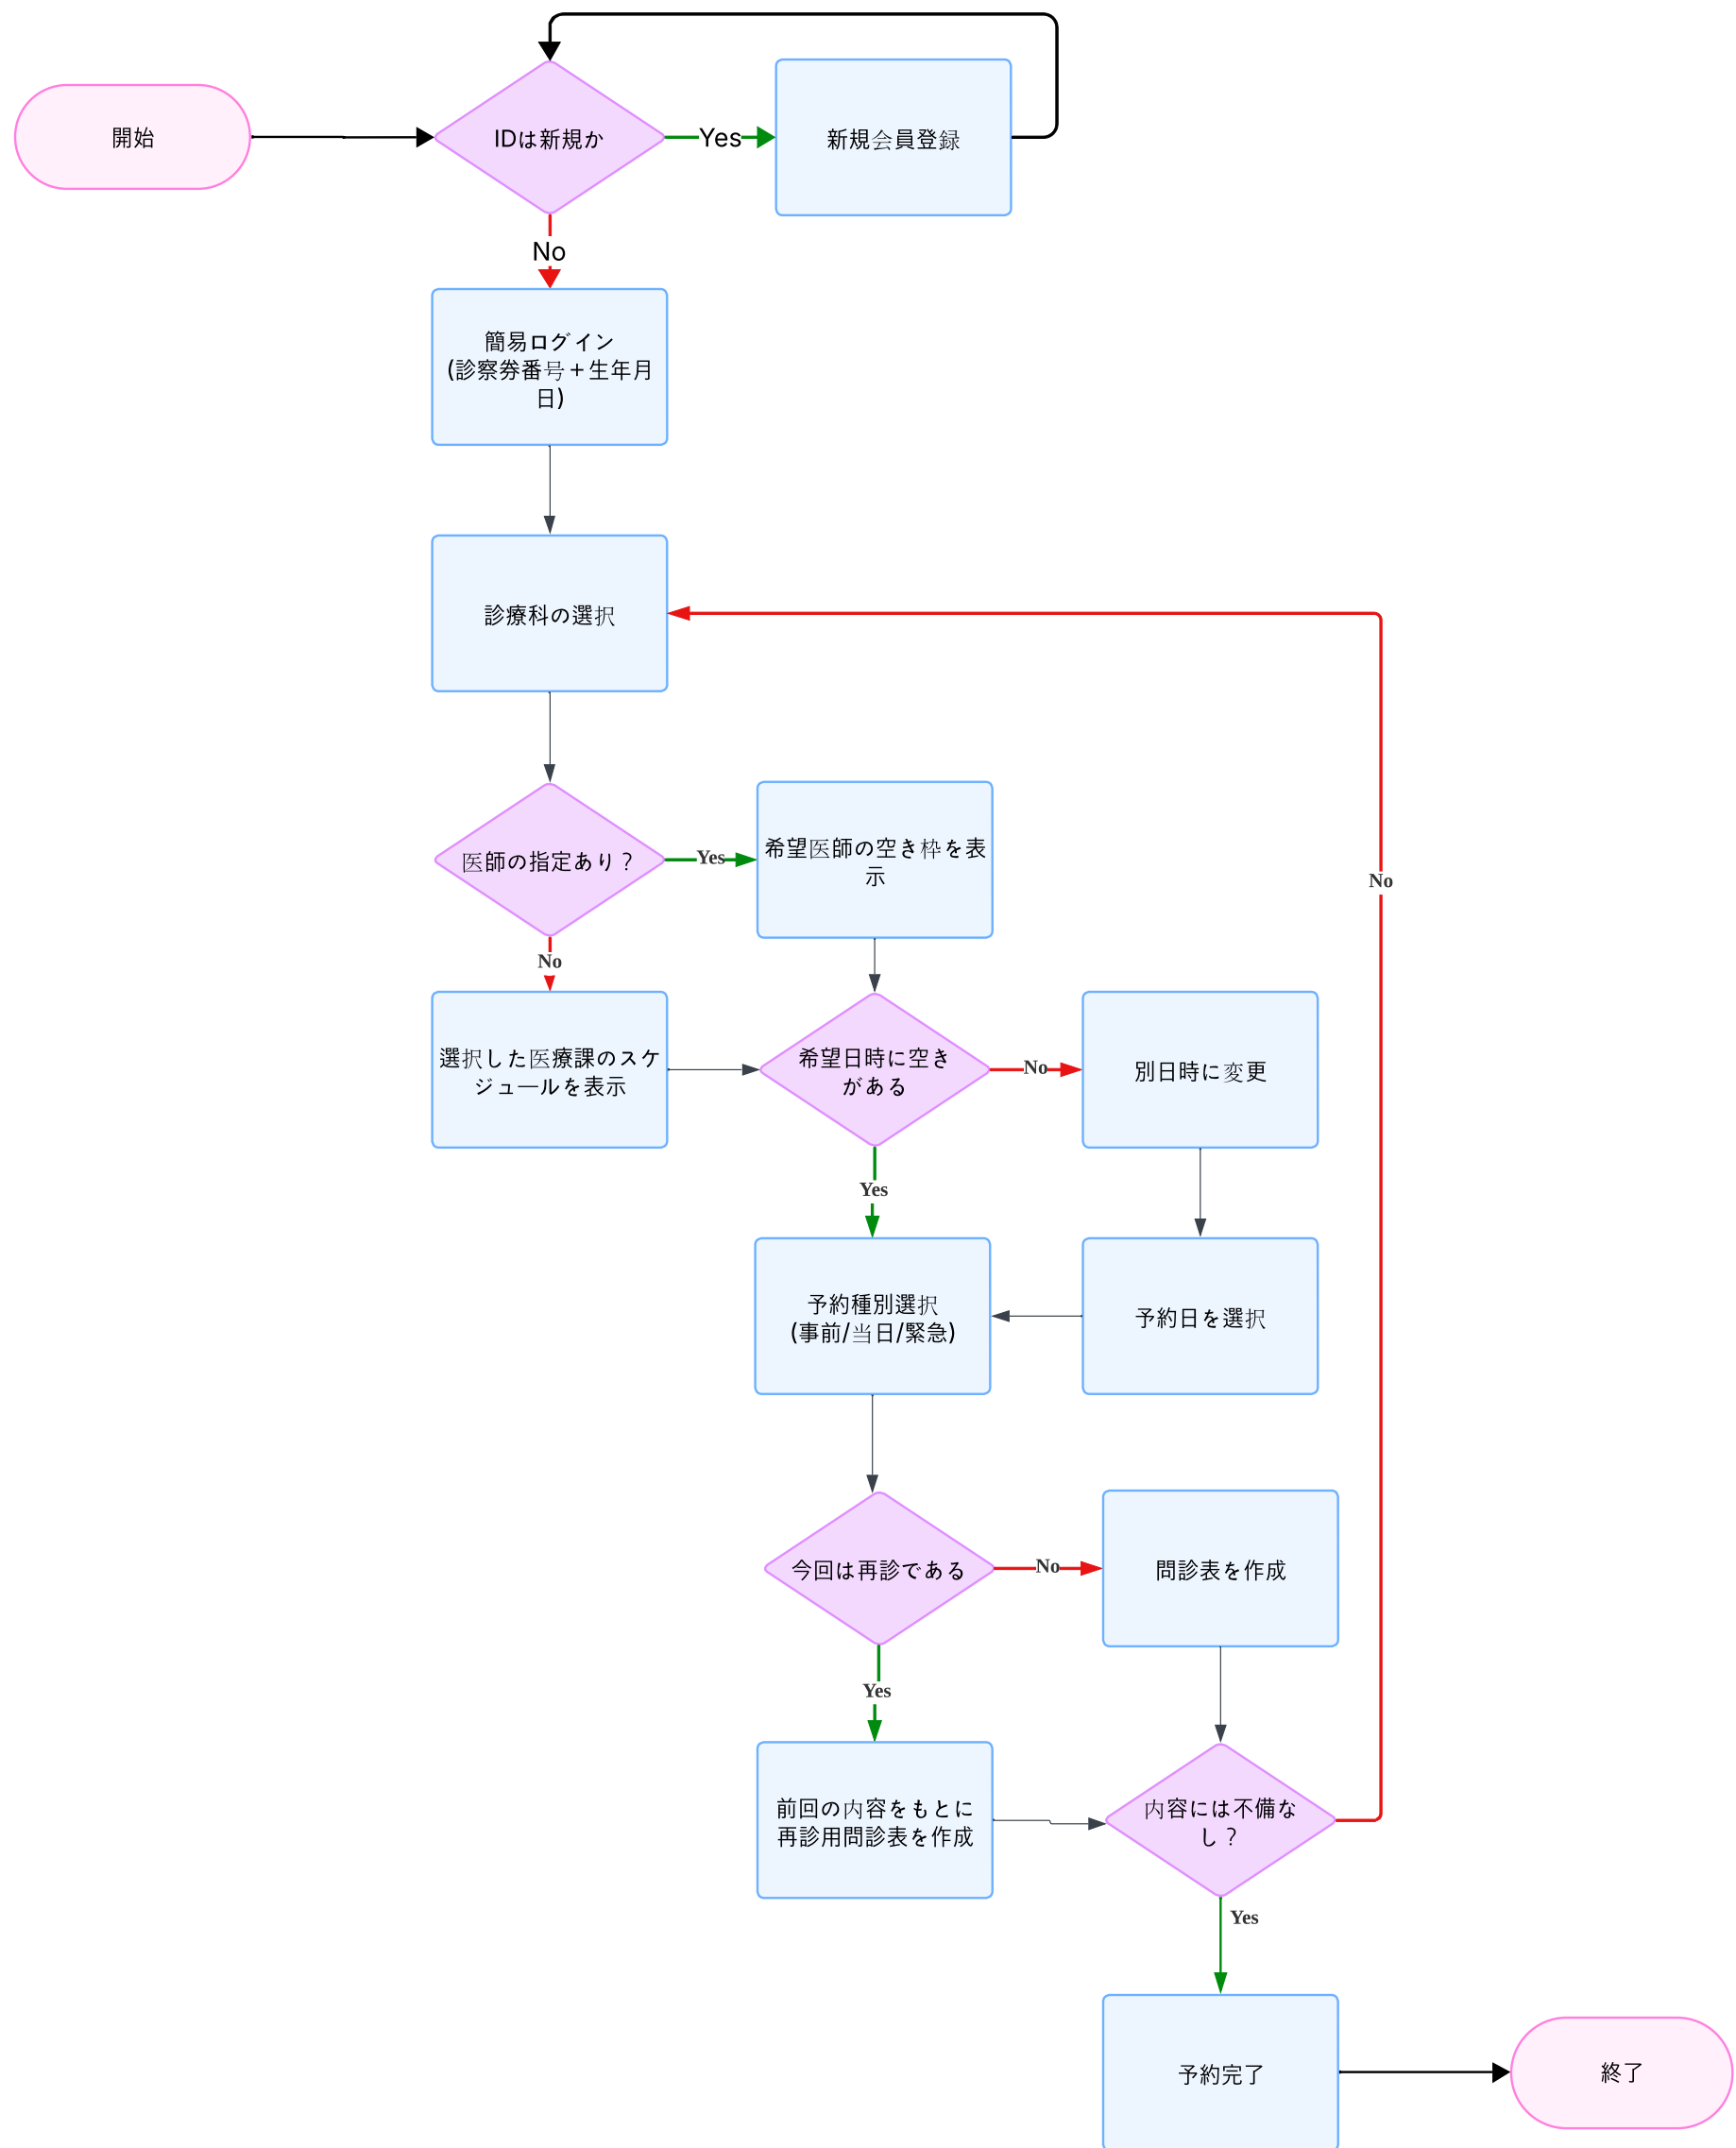 開始
IDは新規か
Yes
新規会員登録
No
簡易ログイン
(診察券番号＋生年月
日)
診療科の選択
医師の指定あり？
Yes
希望医師の空き枠を表
示
No
No
選択した医療課のスケ
ジュールを表示
希望日時に空き
がある
No
別日時に変更
Yes
予約種別選択
(事前/当日/緊急)
予約日を選択
今回は再診である
No
問診表を作成
Yes
前回の内容をもとに
再診用問診表を作成
内容には不備な
し？
Yes
予約完了
終了